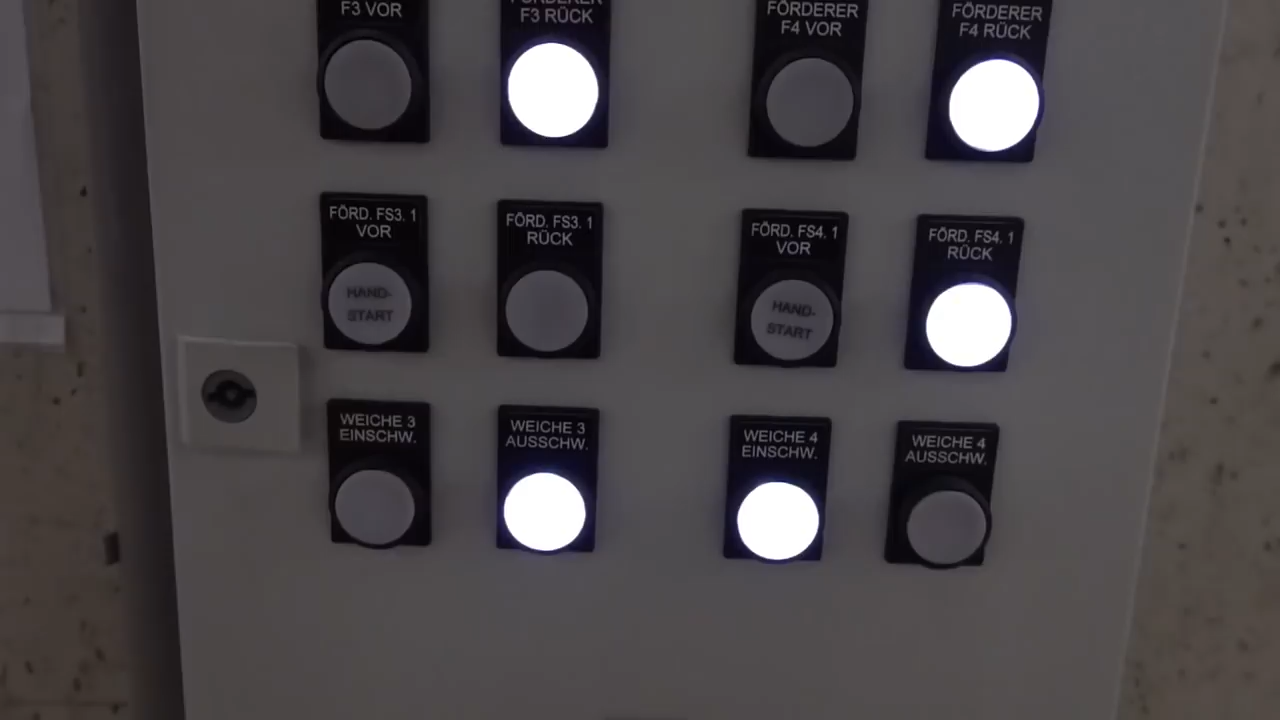 F3 VOR
FÖRDERER
F3 RÜCK
FÖRDERER
F4 VOR
FÖRDERER
F4 RÜCK
FÖRD. FS3. 1
VOR
HAND-
START
FÖRD. FS3. 1
RÜCK
FÖRD. FS4. 1
VOR
HAND-
START
FÖRD. FS4. 1
RÜCK
WEICHE 3
EINSCHW.
WEICHE 3
AUSSCHW.
WEICHE 4
EINSCHW.
WEICHE 4
AUSSCHW.